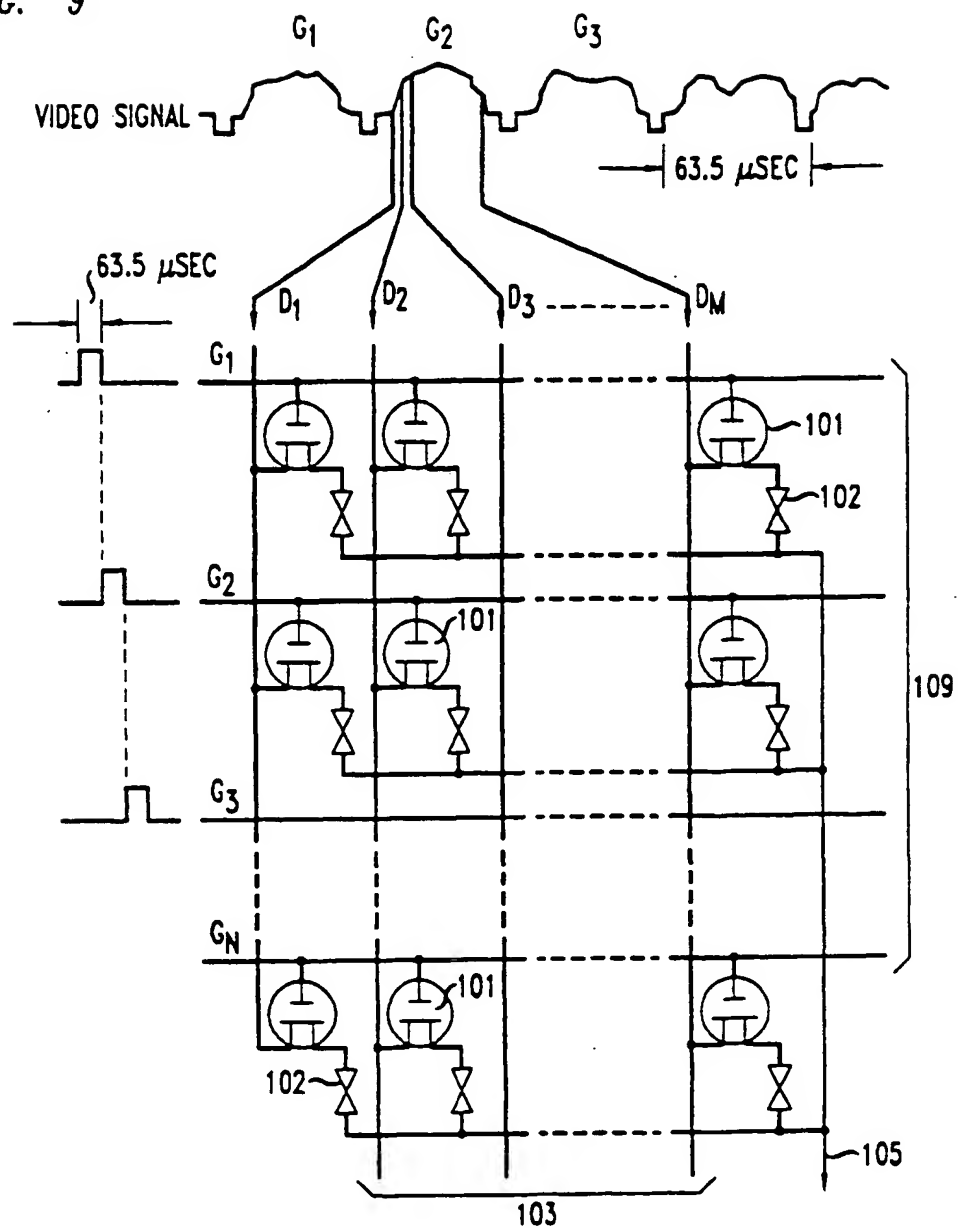 G. 9
G1 G2 G3
VIDEO SIGNAL
63.5 μSEC
63.5 μSEC
D1 D2 D3 DM
G1
101
102
G2
101
109
G3
GN
101
102
105
103